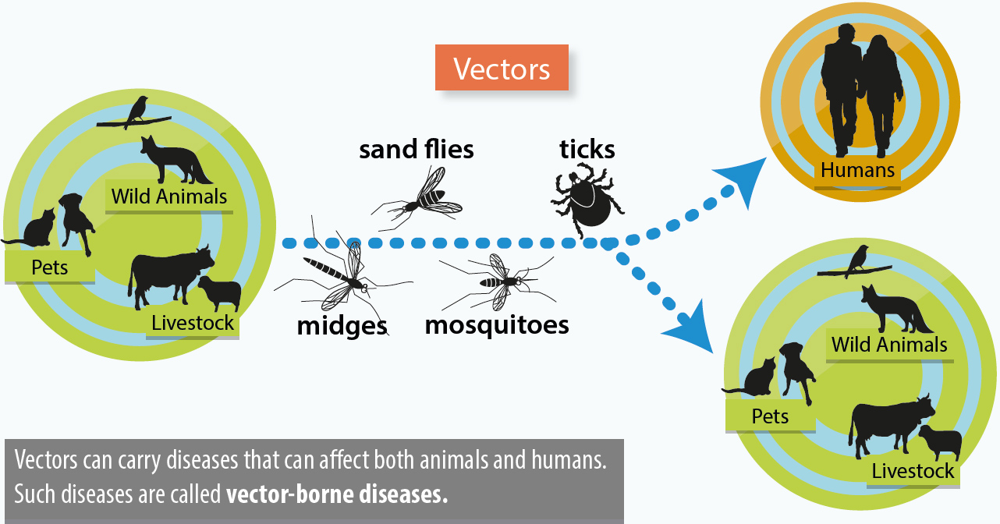 Vectors
sand flies
ticks
midges
mosquitoes
Wild Animals
Pets
Livestock
Humans
Wild Animals
Pets
Livestock
Vectors can carry diseases that can affect both animals and humans.
Such diseases are called vector-borne diseases.